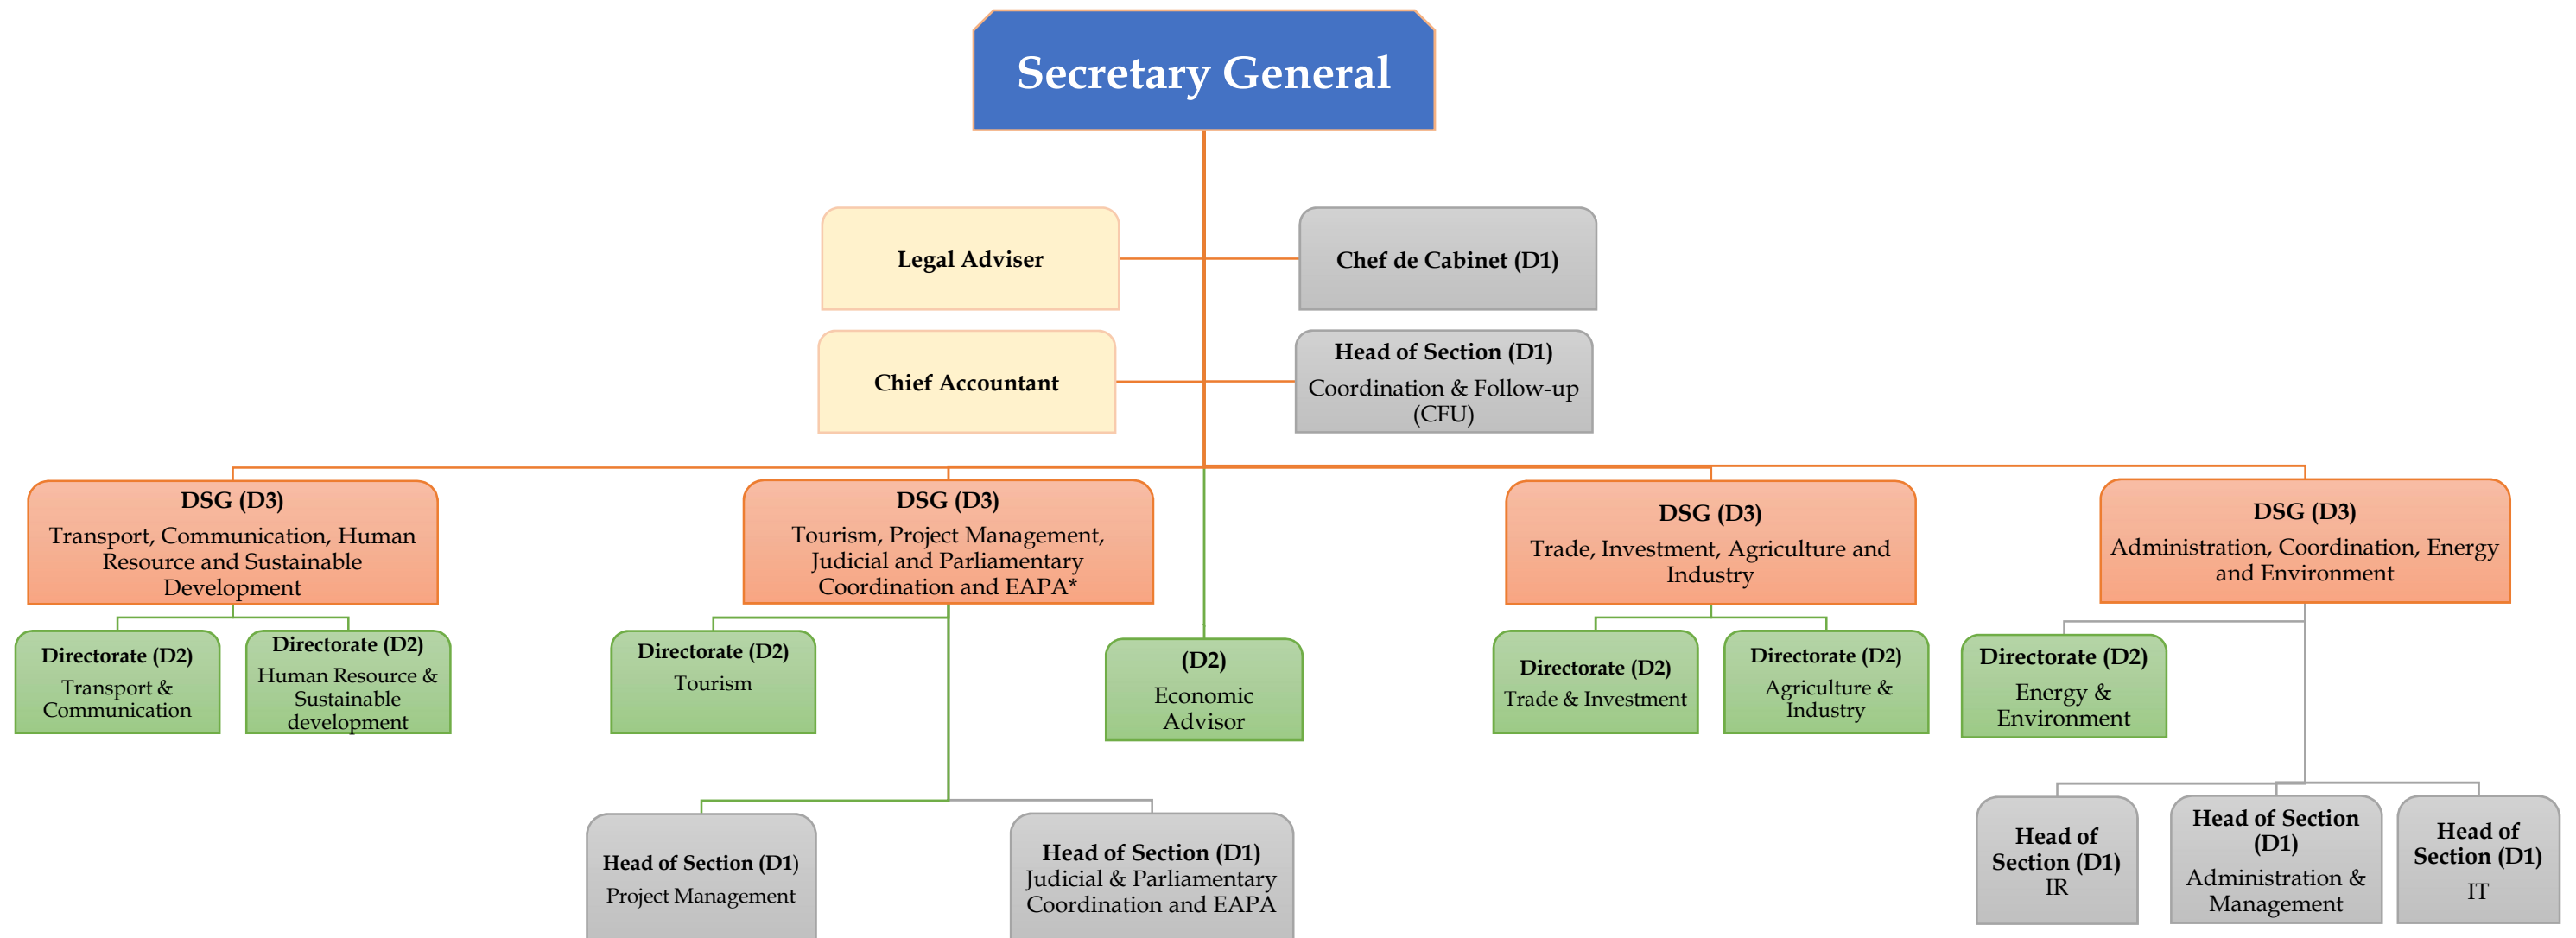 Secretary General
Legal Adviser
Chef de Cabinet (D1)
Chief Accountant
Head of Section (D1)
Coordination & Follow-up
(CFU)
DSG (D3)
Transport, Communication, Human
Resource and Sustainable
Development
DSG (D3)
Tourism, Project Management,
Judicial and Parliamentary
Coordination and EAPA*
DSG (D3)
Trade, Investment, Agriculture and
Industry
DSG (D3)
Administration, Coordination, Energy
and Environment
Directorate (D2)
Transport &
Communication
Directorate (D2)
Human Resource &
Sustainable
development
Directorate (D2)
Tourism
(D2)
Economic
Advisor
Directorate (D2)
Trade & Investment
Directorate (D2)
Agriculture &
Industry
Directorate (D2)
Energy &
Environment
Head of Section (D1)
Project Management
Head of Section (D1)
Judicial & Parliamentary
Coordination and EAPA
Head of
Section (D1)
IR
Head of Section
(D1)
Administration &
Management
Head of
Section (D1)
IT